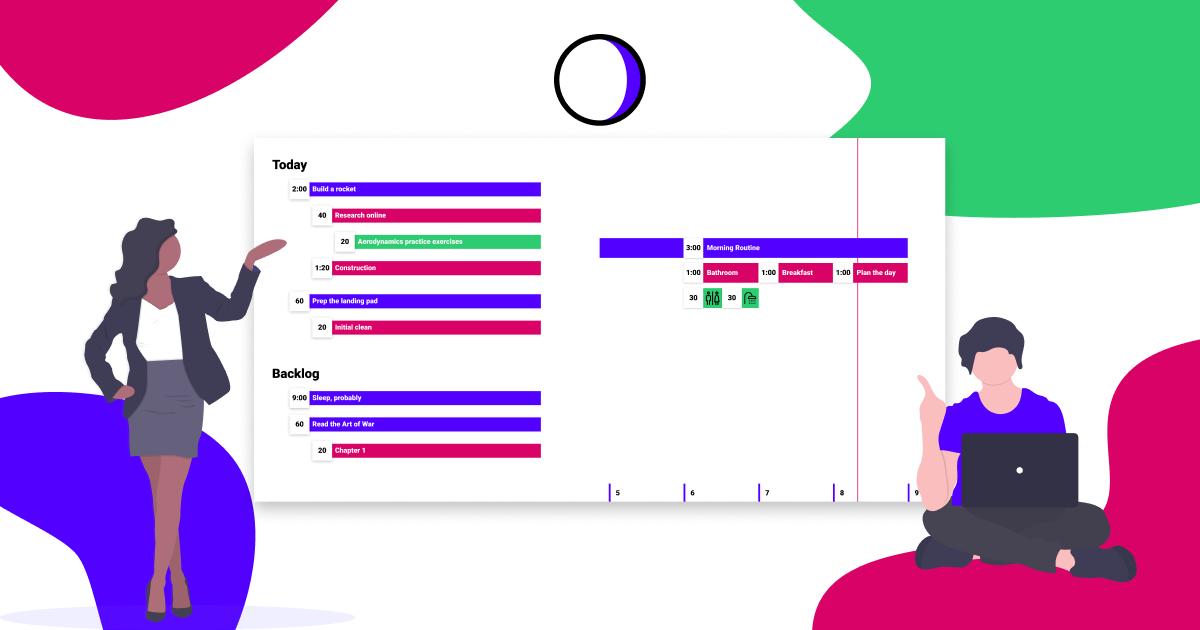 Today
2:00 Build a rocket
40 Research online
20 Aerodynamics practice exercises
1:20 Construction
60 Prep the landing pad
20 Initial clean
Backlog
9:00 Sleep, probably
60 Read the Art of War
20 Chapter 1
3:00 Morning Routine
1:00 Bathroom 1:00 Breakfast 1:00 Plan the day
30 30
5 6 7 8 9